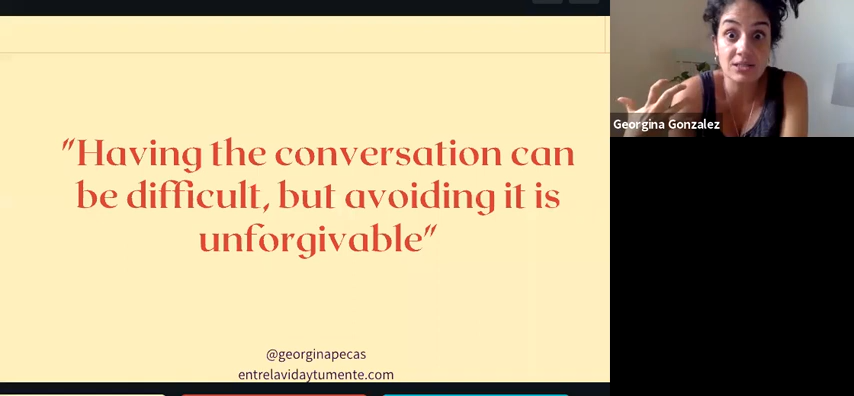 "Having the conversation can
be difficult, but avoiding it is
unforgivable"
@georginapecas
entrelavidaytumente.com
Georgina Gonzalez